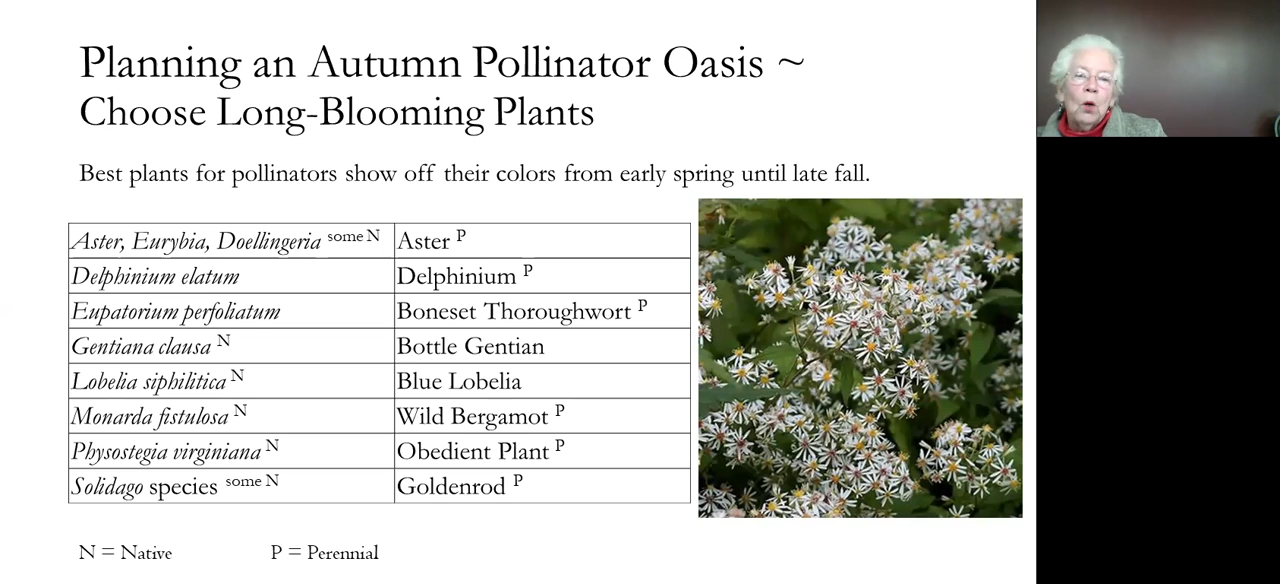 Planning an Autumn Pollinator Oasis ~
Choose Long-Blooming Plants
Best plants for pollinators show off their colors from early spring until late fall.
Aster, Eurybia, Doellingeria some N Aster P
Delphinium elatum Delphinium P
Eupatorium perfoliatum Boneset Thoroughwort P
Gentiana clausa N Bottle Gentian
Lobelia siphilitica N Blue Lobelia
Monarda fistulosa N Wild Bergamot P
Physostegia virginiana N Obedient Plant P
Solidago species some N Goldenrod P
N = Native P = Perennial